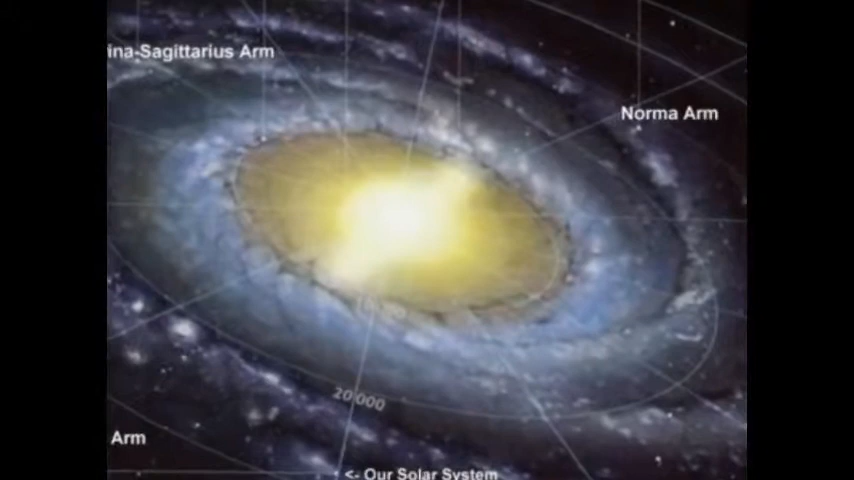 ina-Sagittarius Arm
Norma Arm
20 000
Arm
<- Our Solar System